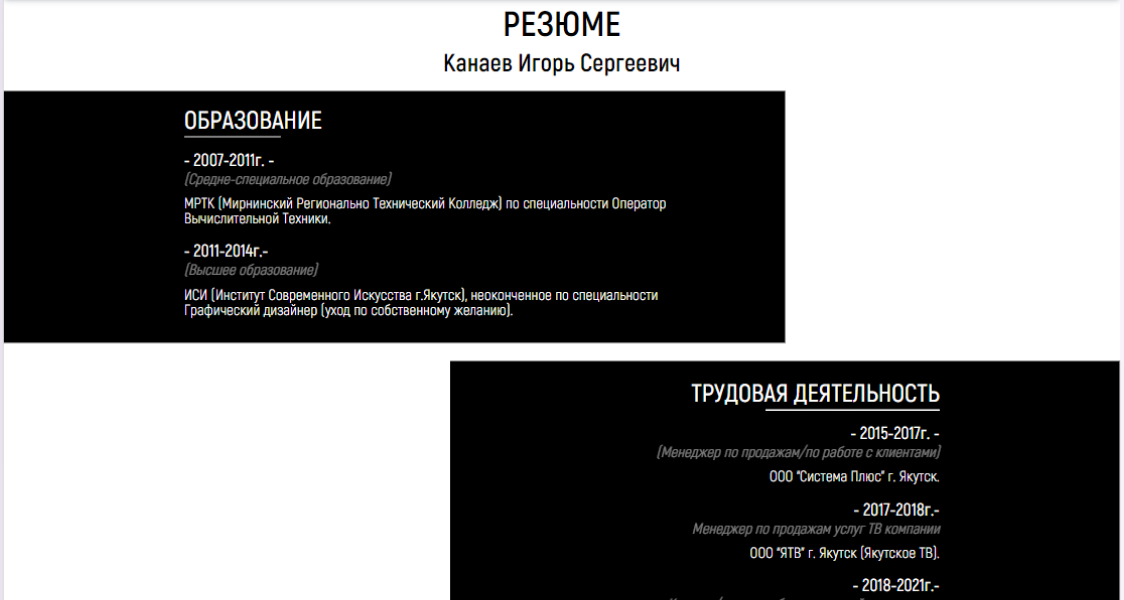 РЕЗЮМЕ
Канаев Игорь Сергеевич
ОБРАЗОВАНИЕ
- 2007-2011г. -
(Средне-специальное образование)
МРТК (Мирнинский Регионально Технический Колледж) по специальности Оператор
Вычислительной Техники.
- 2011-2014г.-
(Высшее образование)
ИСИ (Институт Современного Искусства г.Якутск), неоконченное по специальности
Графический дизайнер (уход по собственному желанию).
ТРУДОВАЯ ДЕЯТЕЛЬНОСТЬ
- 2015-2017г. -
(Менеджер по продажам/по работе с клиентами)
ООО "Система Плюс" г. Якутск.
- 2017-2018г.-
Менеджер по продажам услуг ТВ компании
ООО "ЯТВ" г. Якутск (Якутское ТВ).
- 2018-2021г.-